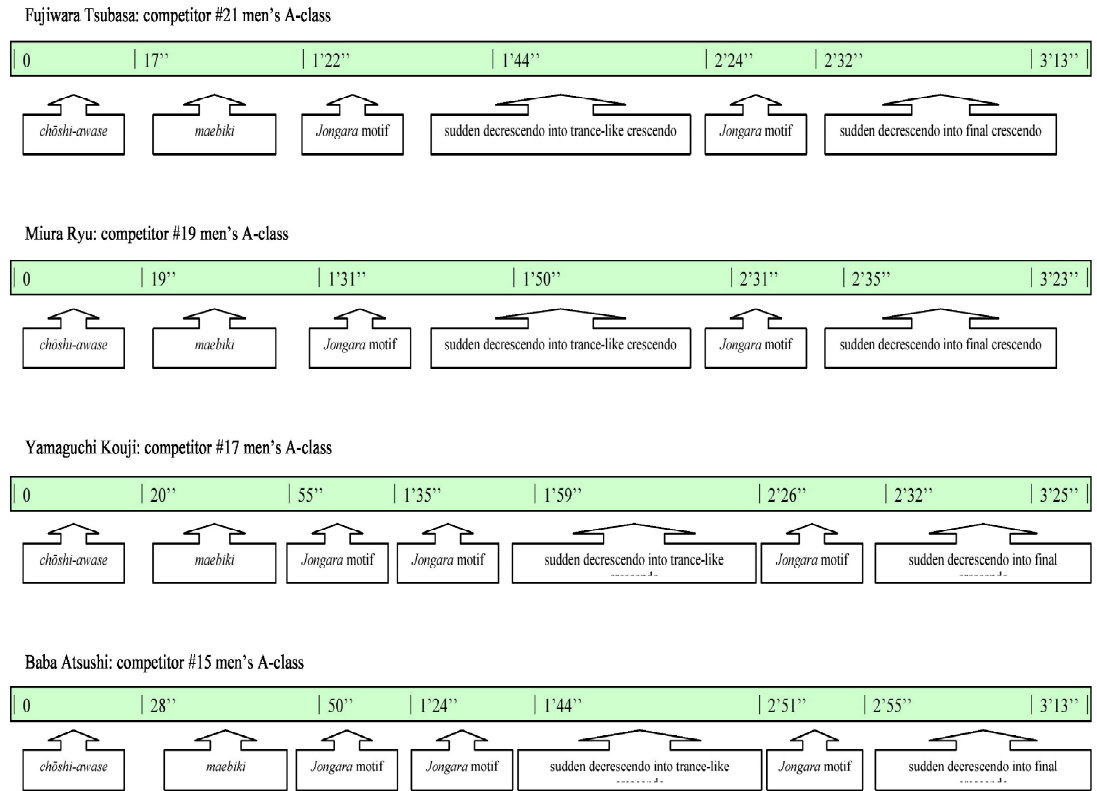 Fujiwara Tsubasa: competitor #21 men’s A-class
| 0 | 17’’ | 1’22’’ | 1’44’’ | 2’24’’ | 2’32’’ | 3’13’’ |
chōshi-awase maebiki Jongara motif sudden decrescendo into trance-like crescendo Jongara motif sudden decrescendo into final crescendo
Miura Ryu: competitor #19 men’s A-class
| 0 | 19’’ | 1’31’’ | 1’50’’ | 2’31’’ | 2’35’’ | 3’23’’ |
chōshi-awase maebiki Jongara motif sudden decrescendo into trance-like crescendo Jongara motif sudden decrescendo into final crescendo
Yamaguchi Kouji: competitor #17 men’s A-class
| 0 | 20’’ | 55’’ | 1’35’’ | 1’59’’ | 2’26’’ | 2’32’’ | 3’25’’ |
chōshi-awase maebiki Jongara motif Jongara motif sudden decrescendo into trance-like Jongara motif sudden decrescendo into final
Baba Atsushi: competitor #15 men’s A-class
| 0 | 28’’ | 50’’ | 1’24’’ | 1’44’’ | 2’51’’ | 2’55’’ | 3’13’’ |
chōshi-awase maebiki Jongara motif Jongara motif sudden decrescendo into trance-like Jongara motif sudden decrescendo into final